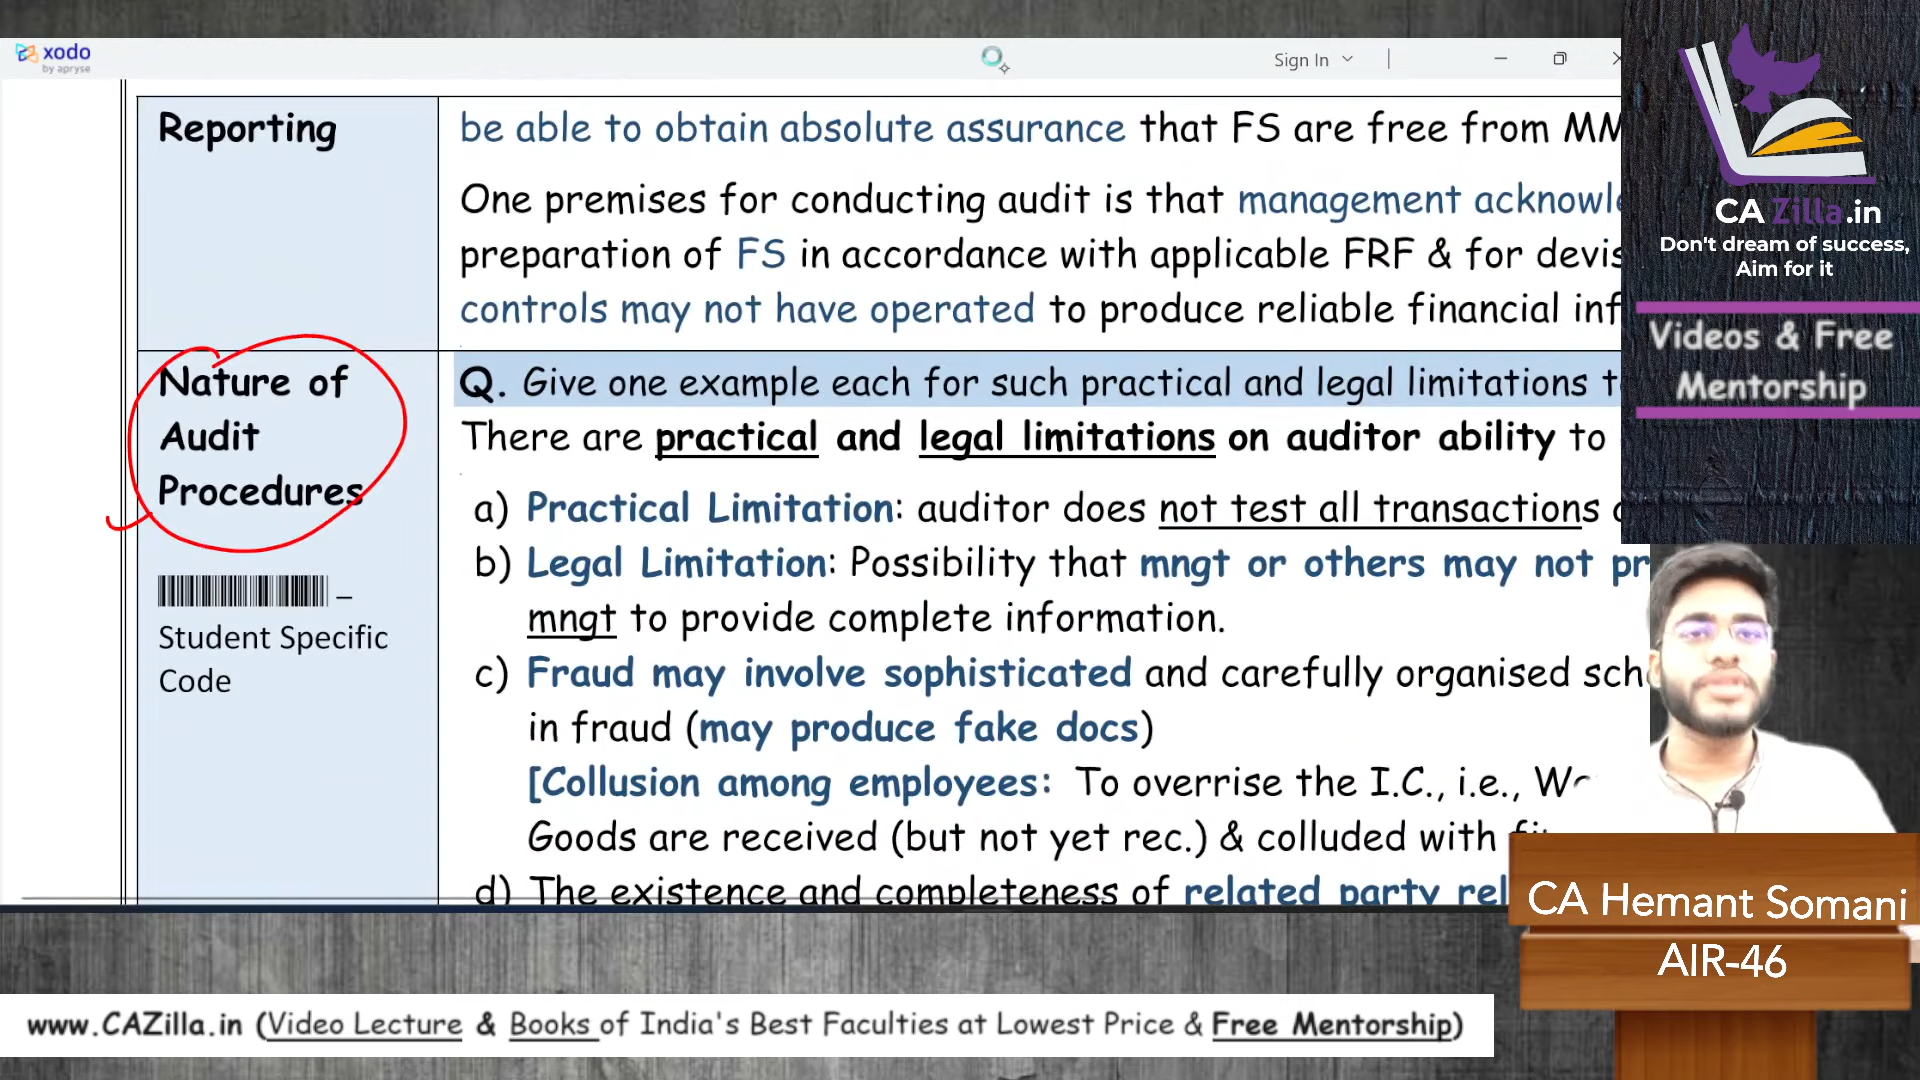 xodo
by apryse
Sign In
Reporting
be able to obtain absolute assurance that FS are free from
One premises for conducting audit is that management
preparation of FS in accordance with applicable FRF & for
controls may not have operated to produce reliable financial
Nature of
Audit
Procedures
– 
Student Specific
Code
Q. Give one example each for such practical and legal limitations
There are practical and legal limitations on auditor ability to
a) Practical Limitation: auditor does not test all transactions
b) Legal Limitation: Possibility that mngt or others may not
mngt to provide complete information.
c) Fraud may involve sophisticated and carefully organised
in fraud (may produce fake docs)
[Collusion among employees: To overrise the I.C., i.e.,
Goods are received (but not yet rec.) & colluded with
d) The existence and completeness of related party
CA Zilla.in
Don't dream of success,
Aim for it
Videos & Free
Mentorship
CA Hemant Somani
AIR-46
www.CAZilla.in (Video Lecture & Books of India's Best Faculties at Lowest Price & Free Mentorship)